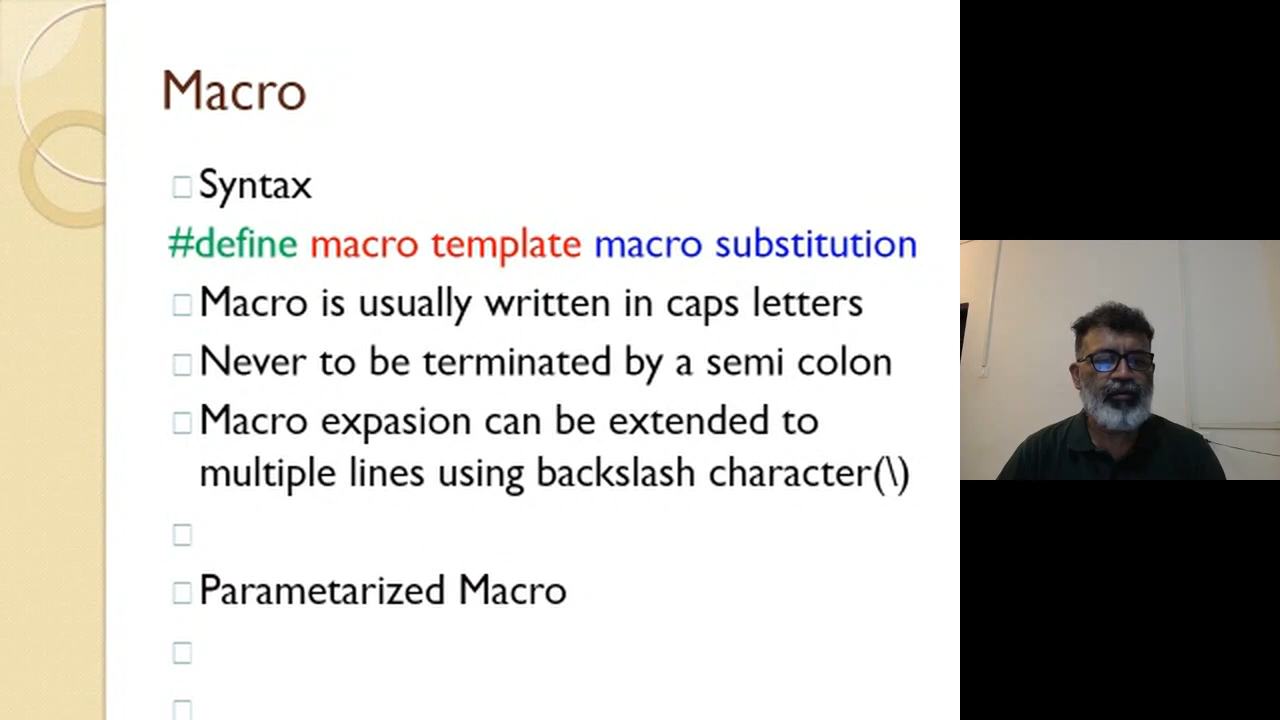 Macro
Syntax
#define macro template macro substitution
Macro is usually written in caps letters
Never to be terminated by a semi colon
Macro expasion can be extended to
multiple lines using backslash character(\)
Parametarized Macro